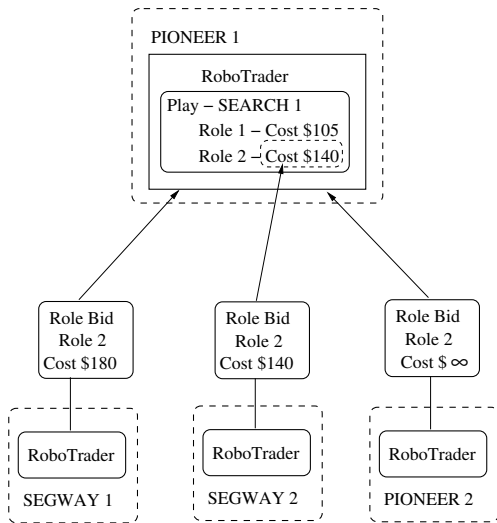 PIONEER 1
RoboTrader
Play – SEARCH 1
Role 1 – Cost $105
Role 2 – Cost $140
Role Bid
Role 2
Cost $180
Role Bid
Role 2
Cost $140
Role Bid
Role 2
Cost $ ∞
RoboTrader
SEGWAY 1
RoboTrader
SEGWAY 2
RoboTrader
PIONEER 2